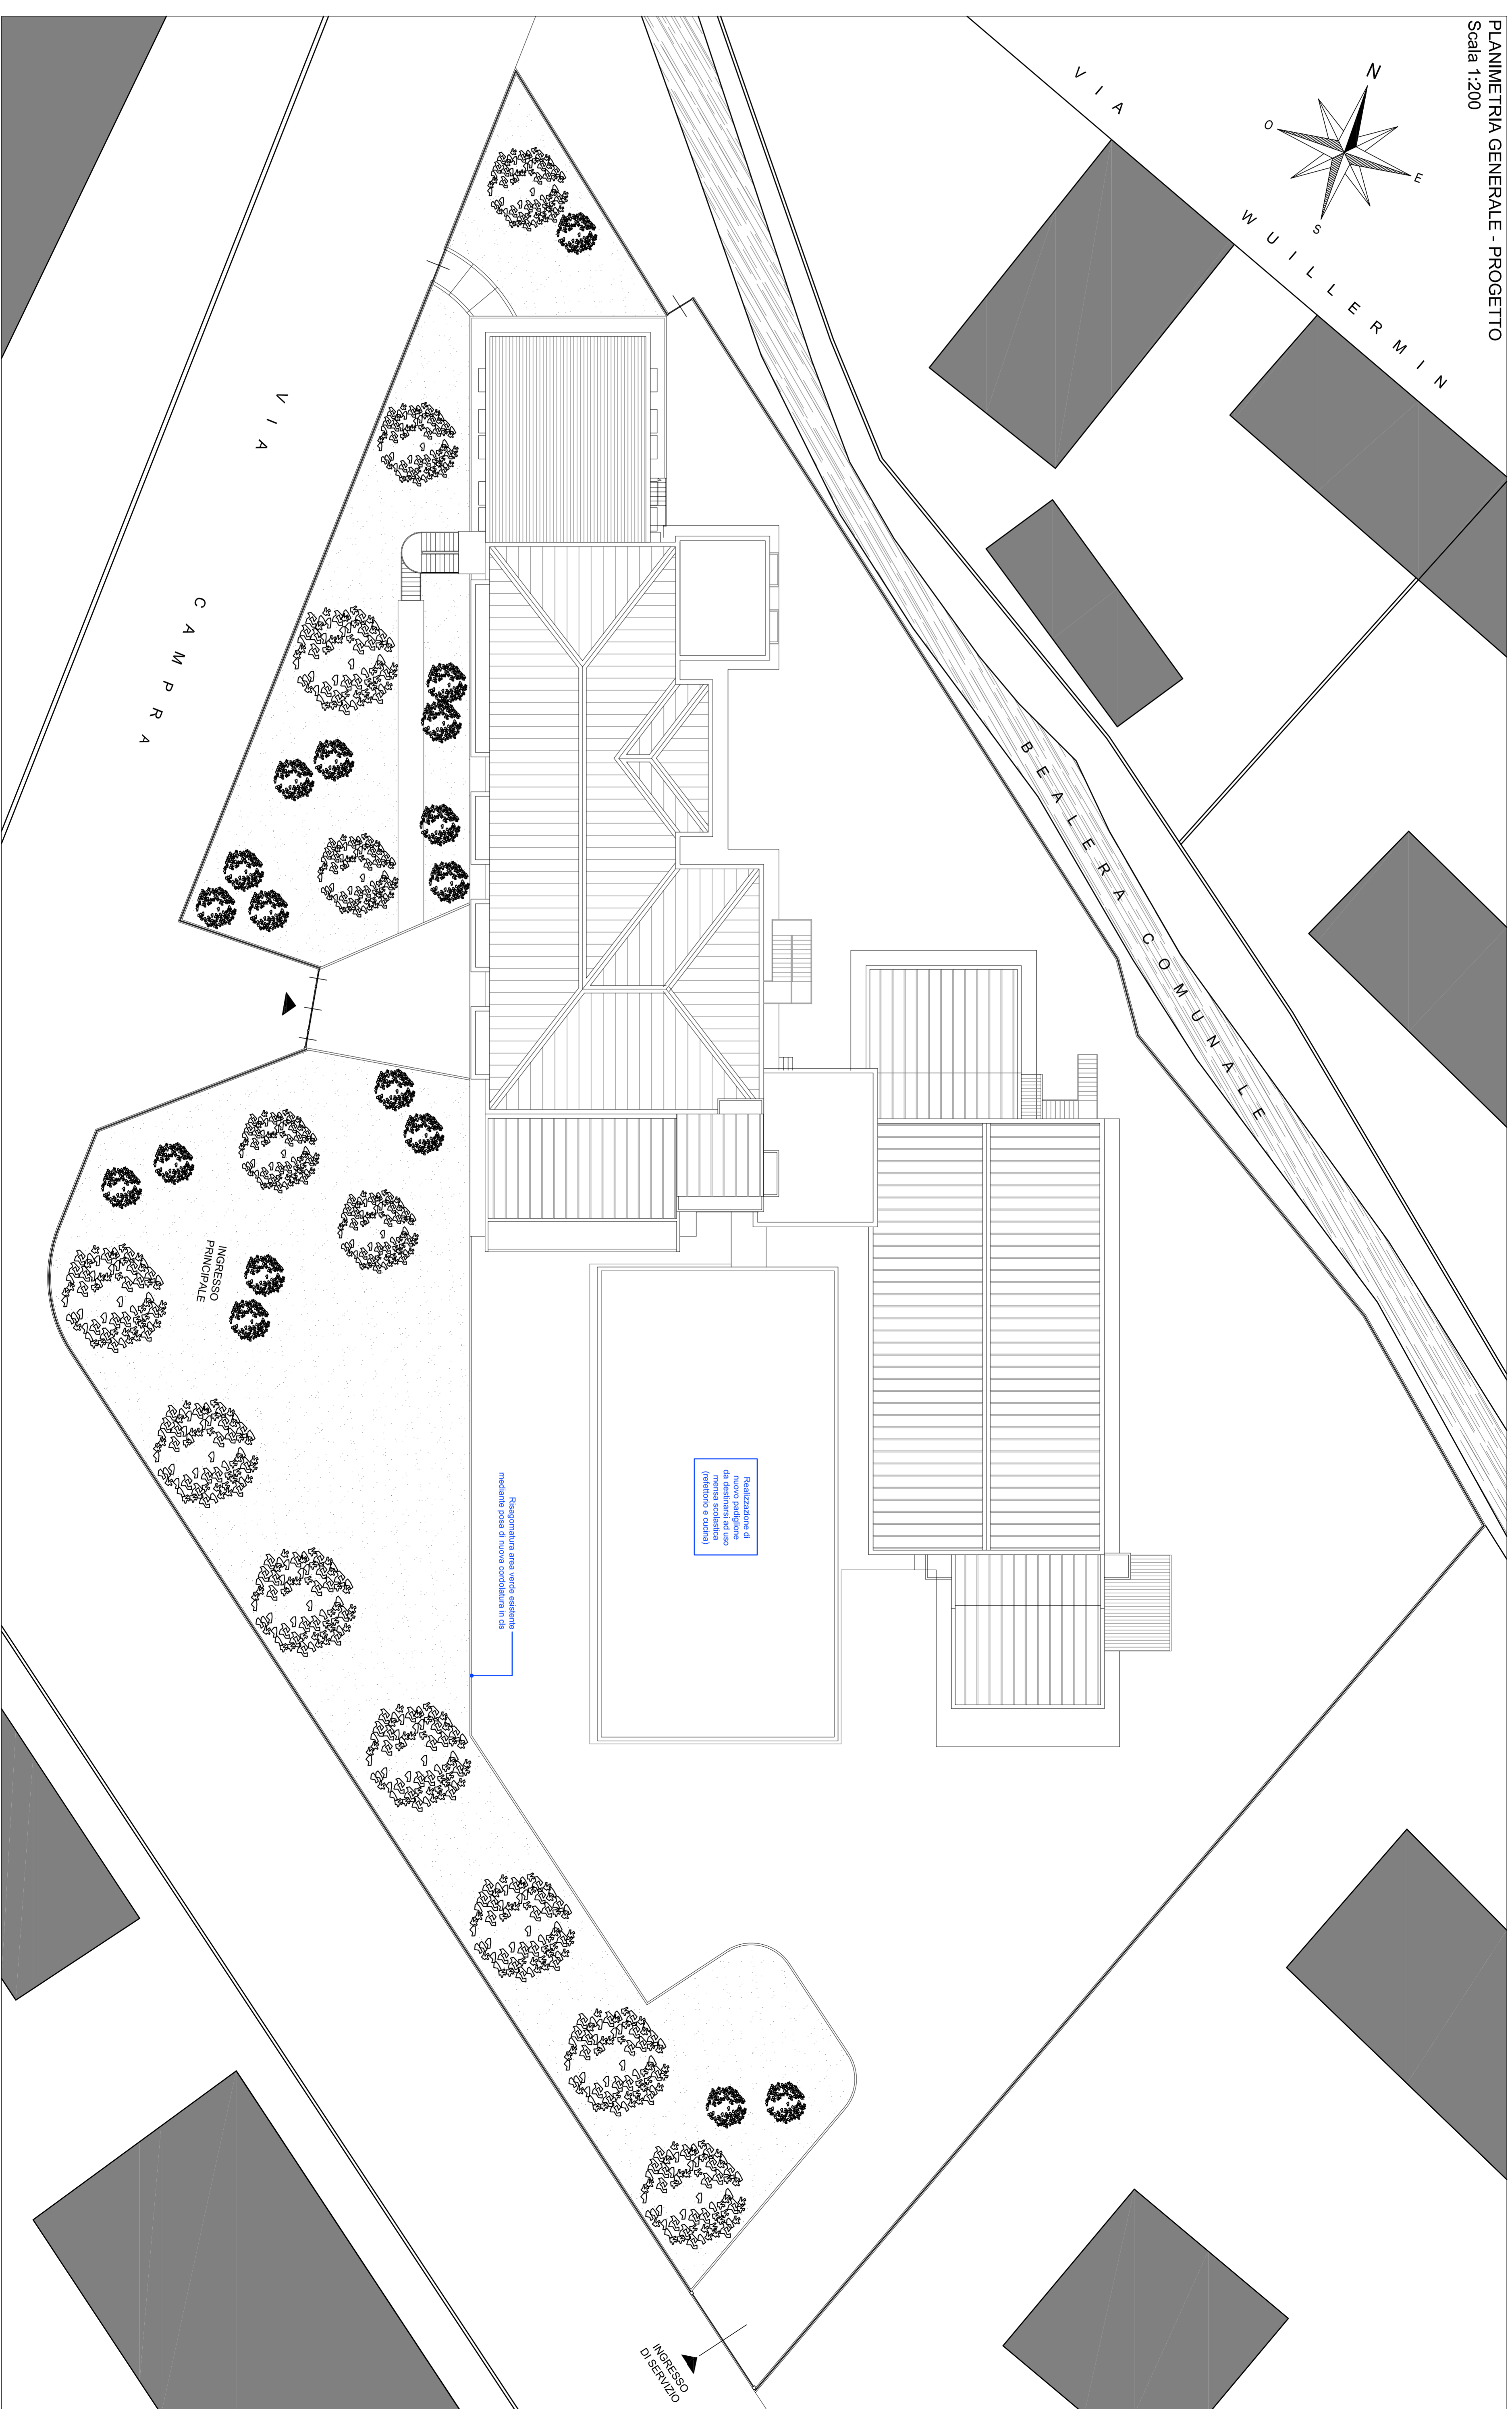 PLANIMETRIA GENERALE - PROGETTO
Scala 1:200
N
E
S
O
VIA WUILLERMIN
BEALERA COMUNALE
VIA CAMPRA
Realizzazione di
nuovo padiglione
da destinarsi ad uso
mensa scolastica
(refettorio e cucina)
Risagomatura area verde esistente
mediante posa di nuova cordolatura in cls
INGRESSO
PRINCIPALE
INGRESSO
DI SERVIZIO